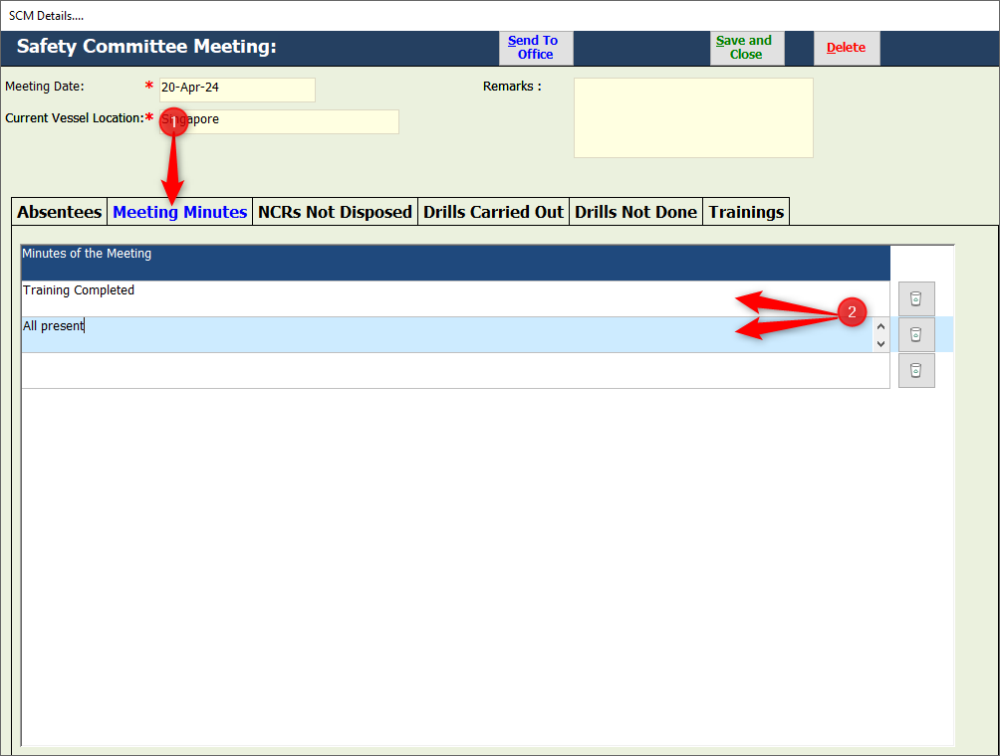 SCM Details....
Safety Committee Meeting:
Send To
Office
Save and
Close
Delete
Meeting Date: * 20-Apr-24
Remarks :
Current Vessel Location:* Singapore
1
Absentees Meeting Minutes NCRs Not Disposed Drills Carried Out Drills Not Done Trainings
Minutes of the Meeting
Training Completed
2
All present